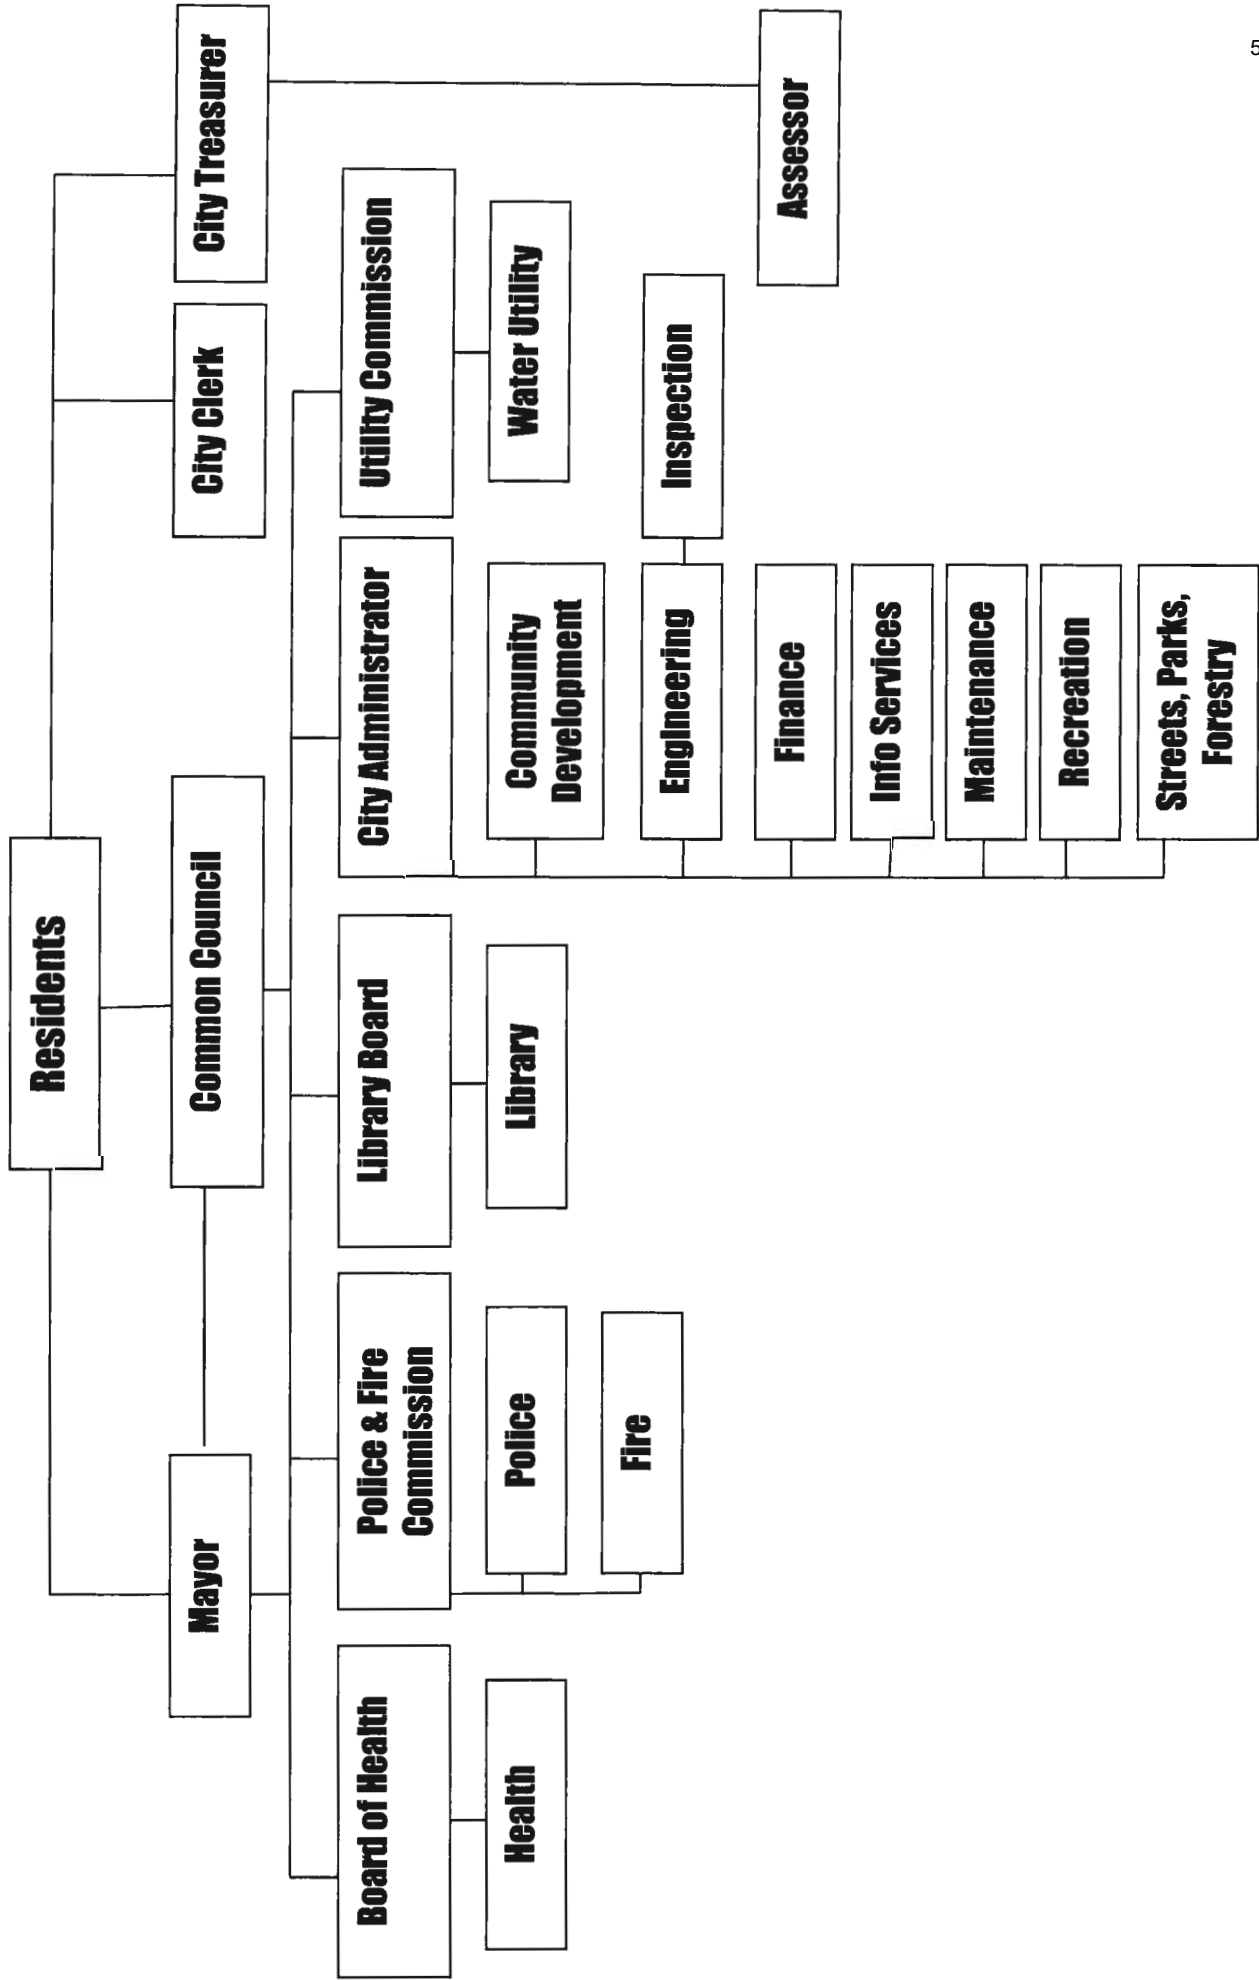 Residents
Mayor
Common Council
City Clerk
City Treasurer
Board of Health
Police & Fire
Commission
Library Board
City Administrator
Utility Commission
Health
Police
Fire
Library
Community
Development
Engineering
Inspection
Finance
Info Services
Maintenance
Recreation
Streets, Parks,
Forestry
Water Utility
Assessor
5